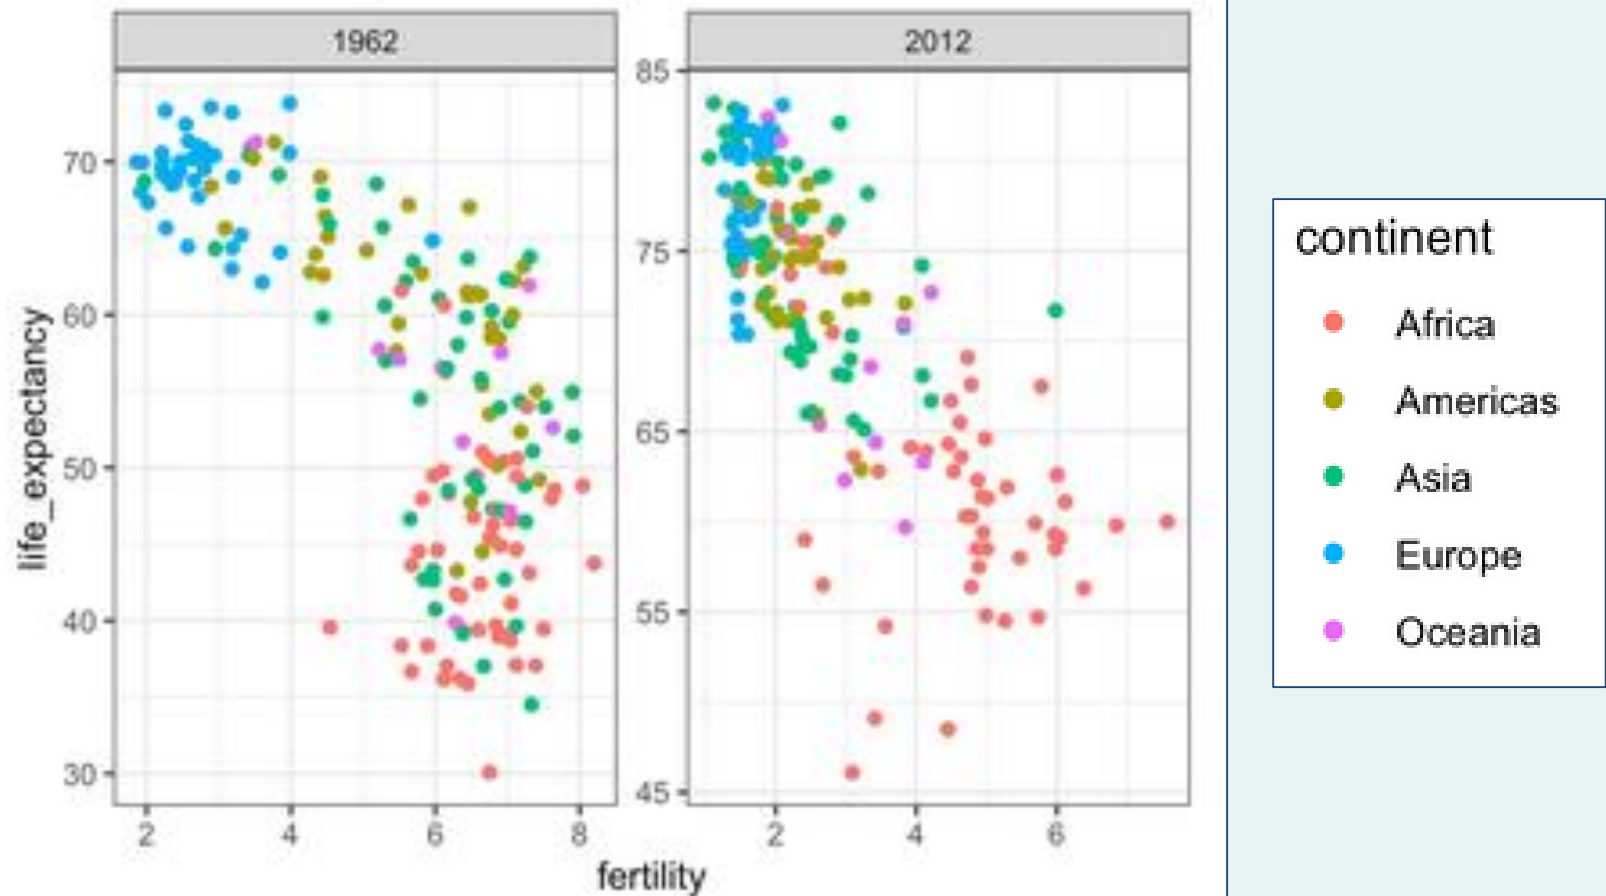 1962
2012
life_expectancy
70
60
50
40
30
85
75
65
55
45
2 4 6 8
2 4 6
fertility
continent
Africa
Americas
Asia
Europe
Oceania